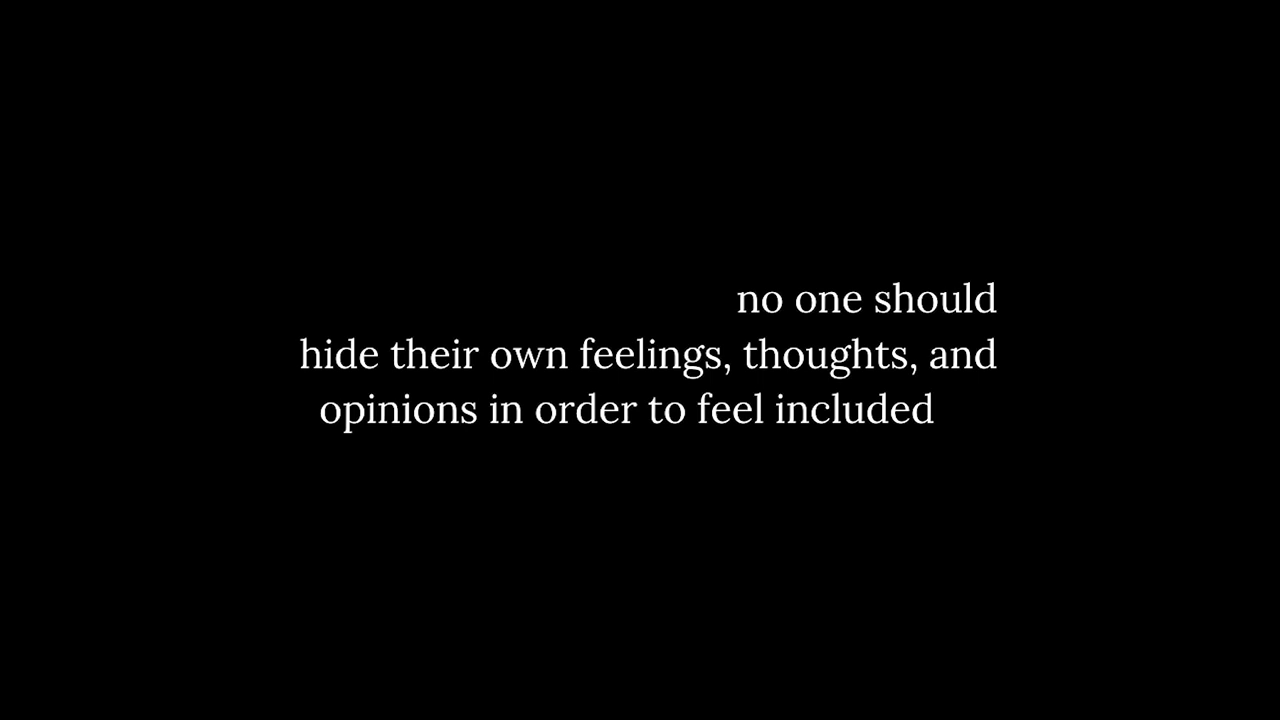 no one should
hide their own feelings, thoughts, and
opinions in order to feel included